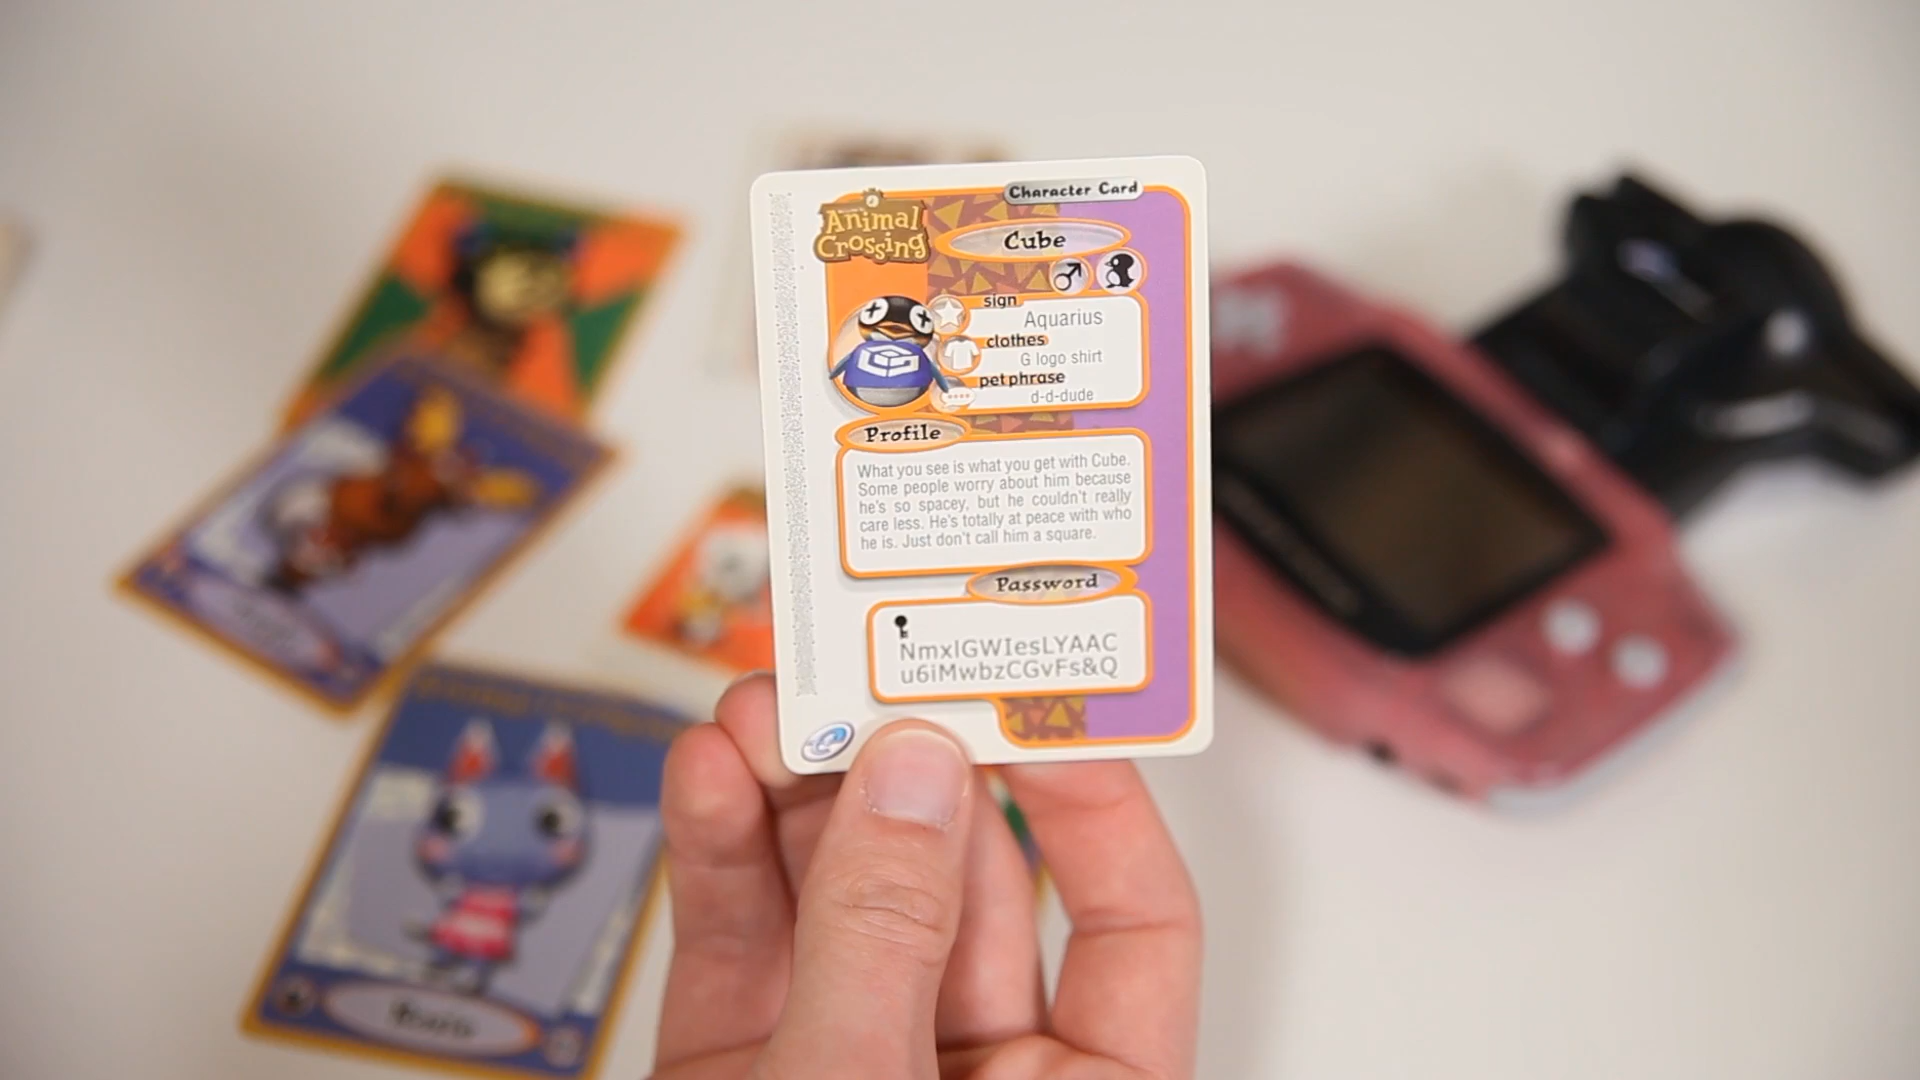 Character Card
Animal
Crossing
Cube
sign
Aquarius
clothes
G logo shirt
pet phrase
d-d-dude
Profile
What you see is what you get with Cube.
Some people worry about him because
he's so spacey, but he couldn't really
care less. He's totally at peace with who
he is. Just don't call him a square.
Password
NmxlGWIesLYAAC
u6iMwbzCGvFs&Q